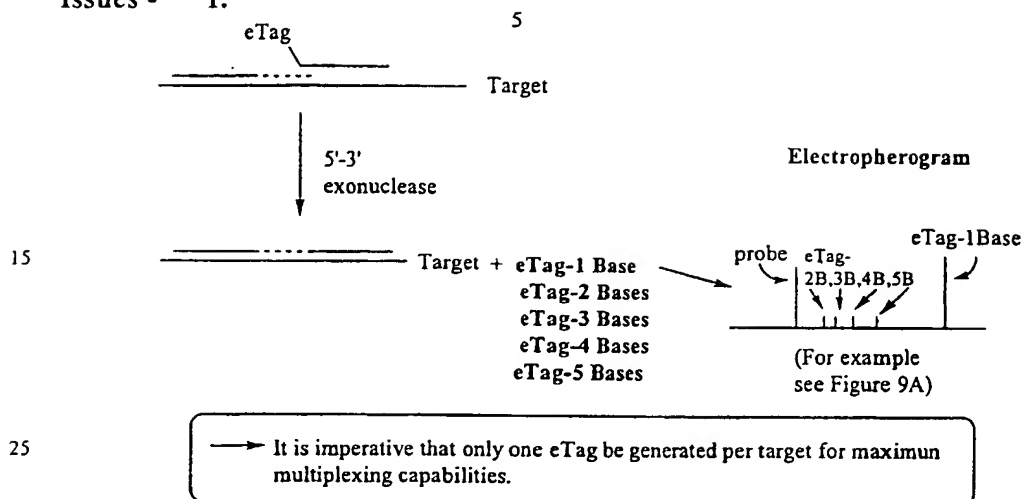 Issues - 1.
5
eTag
Target
5'-3'
exonuclease
Electropherogram
15
Target + eTag-1 Base
eTag-2 Bases
eTag-3 Bases
eTag-4 Bases
eTag-5 Bases
probe
eTag-
2B,3B,4B,5B
eTag-1Base
(For example
see Figure 9A)
25
It is imperative that only one eTag be generated per target for maximun
multiplexing capabilities.